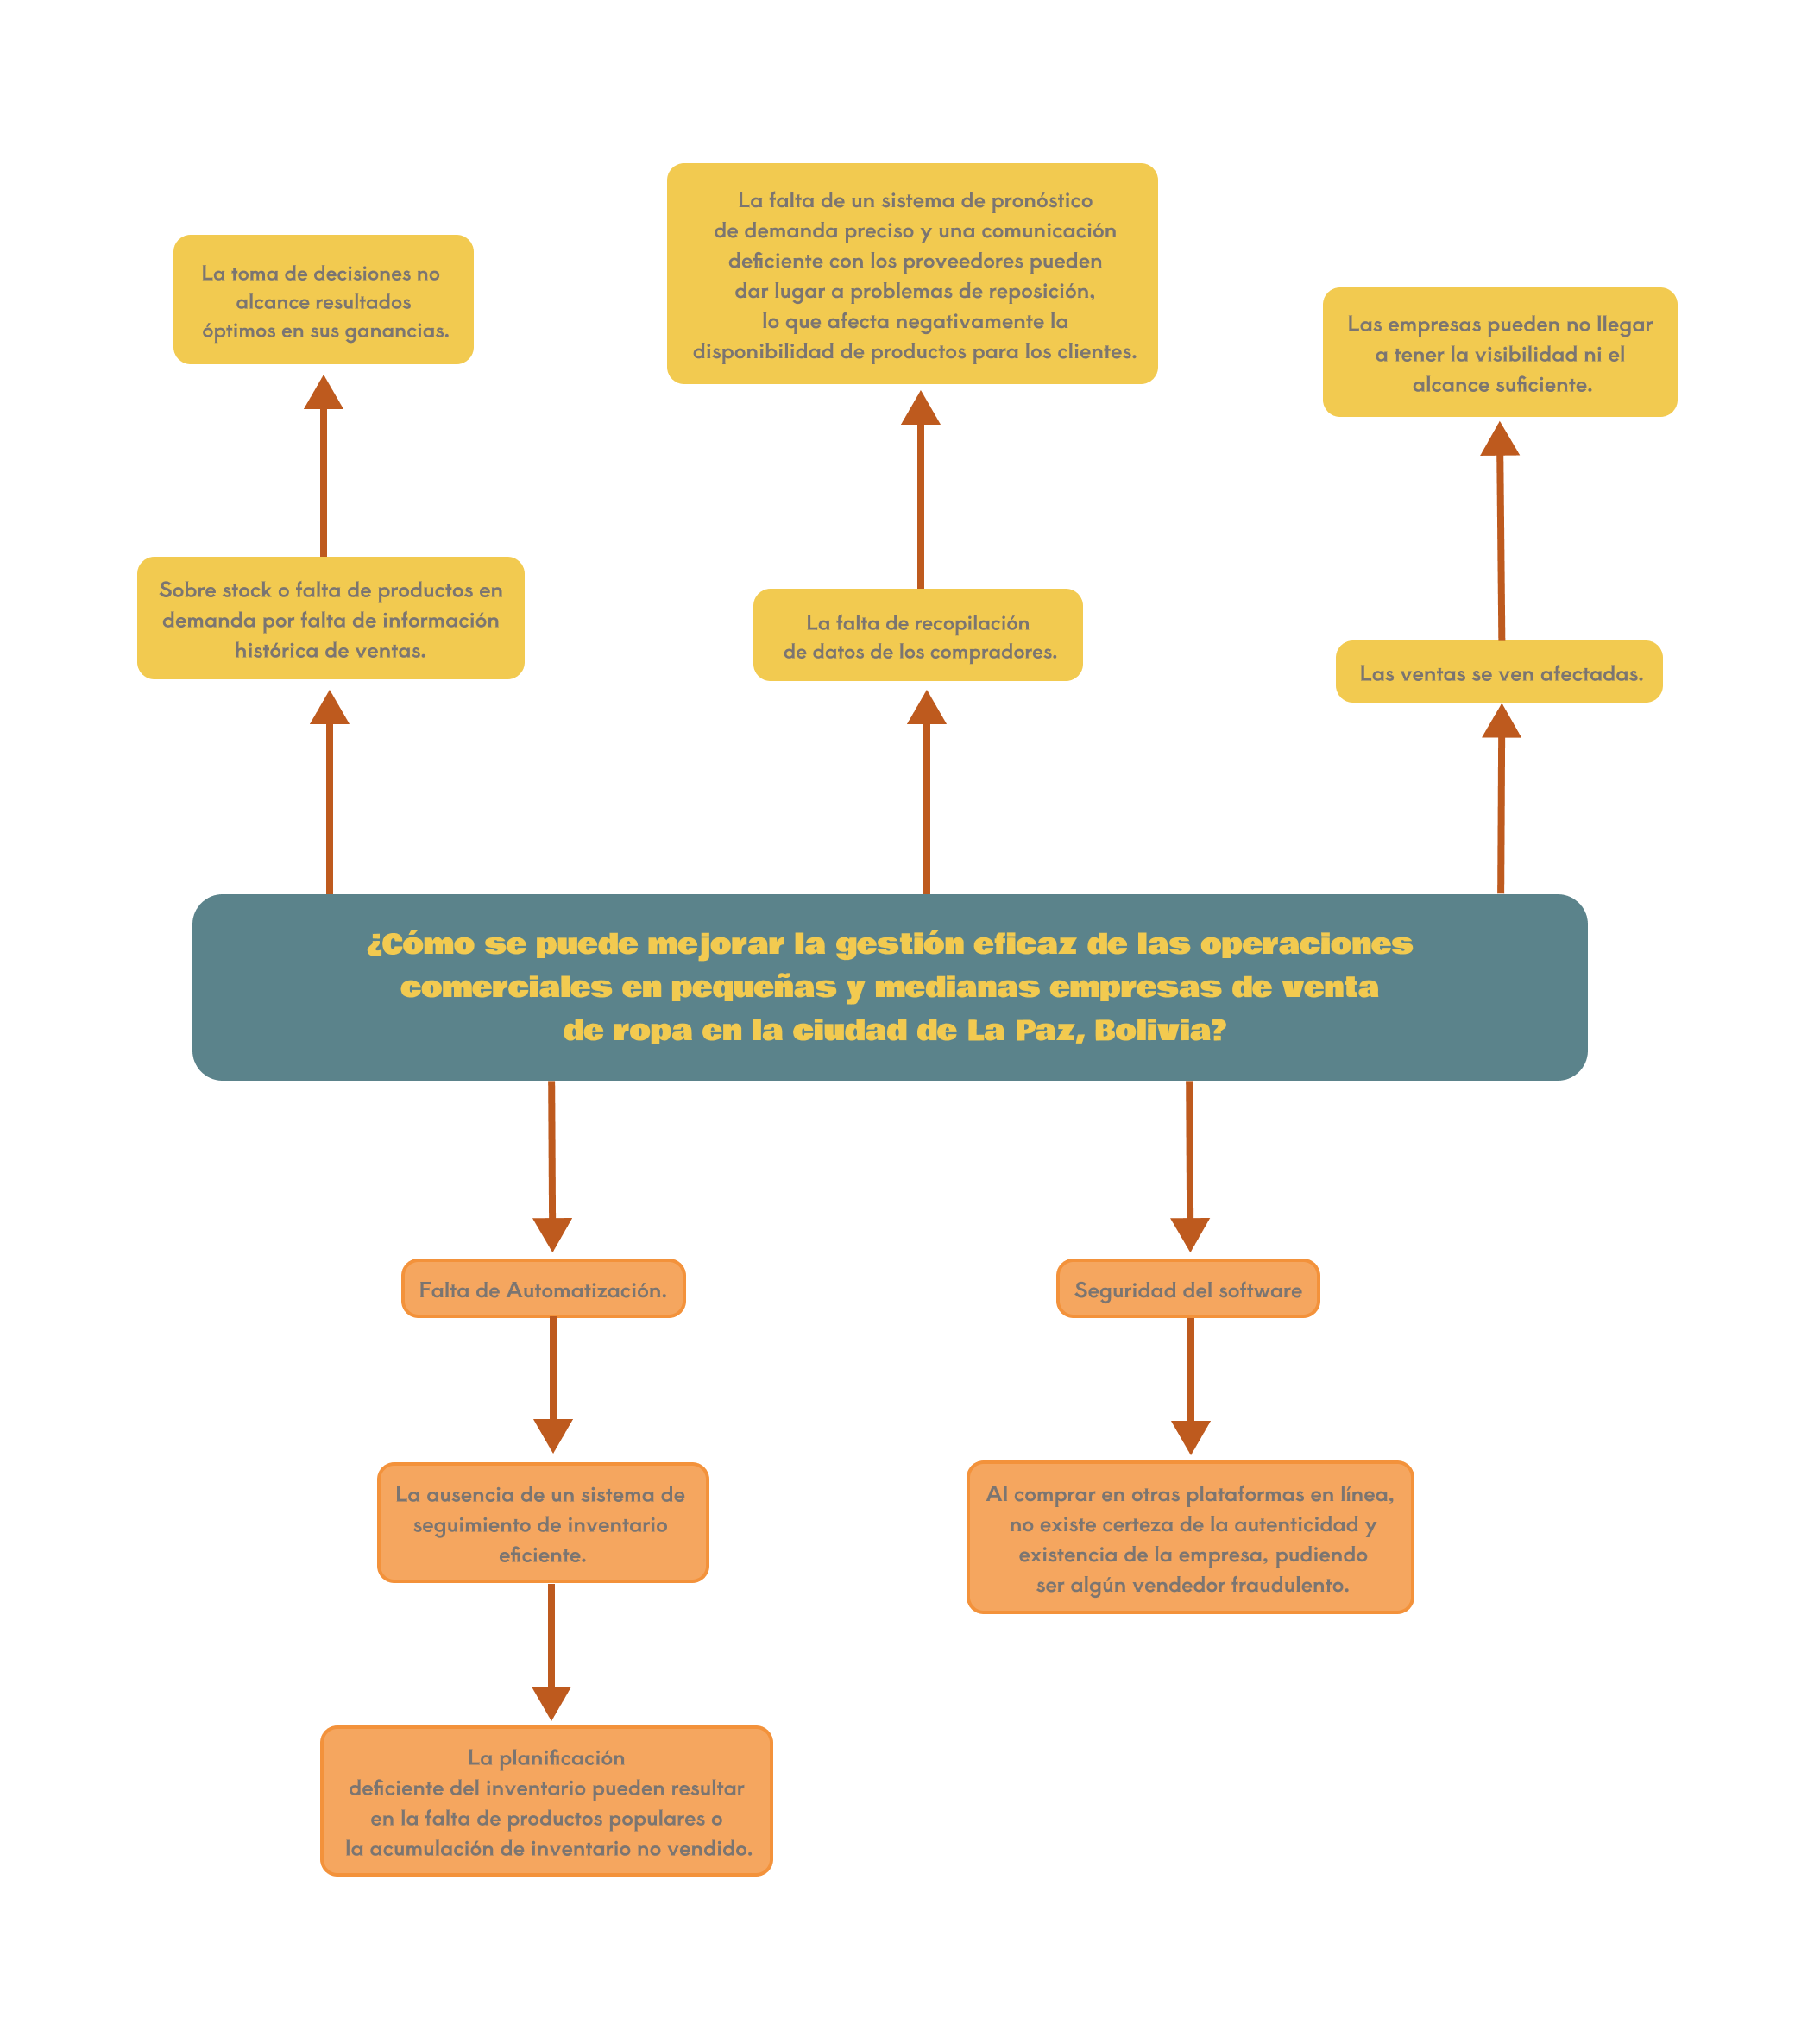 La falta de un sistema de pronóstico
de demanda preciso y una comunicación
deficiente con los proveedores pueden
dar lugar a problemas de reposición,
lo que afecta negativamente la
disponibilidad de productos para los clientes.
La toma de decisiones no
alcance resultados
óptimos en sus ganancias.
Las empresas pueden no llegar
a tener la visibilidad ni el
alcance suficiente.
Sobre stock o falta de productos en
demanda por falta de información
histórica de ventas.
La falta de recopilación
de datos de los compradores.
Las ventas se ven afectadas.
¿Cómo se puede mejorar la gestión eficaz de las operaciones
comerciales en pequeñas y medianas empresas de venta
de ropa en la ciudad de La Paz, Bolivia?
Falta de Automatización.
Seguridad del software
La ausencia de un sistema de
seguimiento de inventario
eficiente.
Al comprar en otras plataformas en línea,
no existe certeza de la autenticidad y
existencia de la empresa, pudiendo
ser algún vendedor fraudulento.
La planificación
deficiente del inventario pueden resultar
en la falta de productos populares o
la acumulación de inventario no vendido.